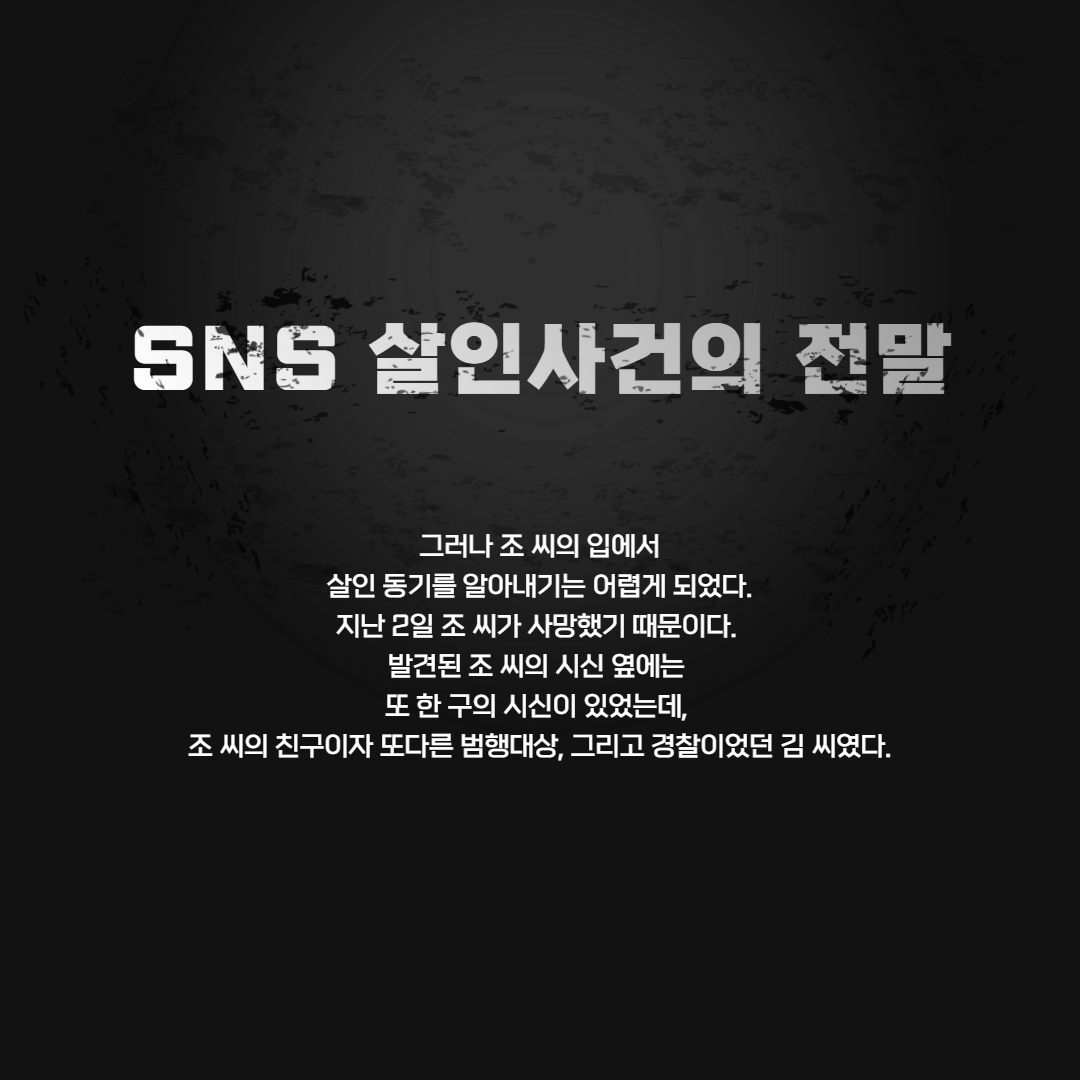 SNS 살인사건의 전말
그러나 조 씨의 입에서
살인 동기를 알아내기는 어렵게 되었다.
지난 2일 조 씨가 사망했기 때문이다.
발견된 조 씨의 시신 옆에는
또 한 구의 시신이 있었는데,
조 씨의 친구이자 또다른 범행대상, 그리고 경찰이었던 김 씨였다.